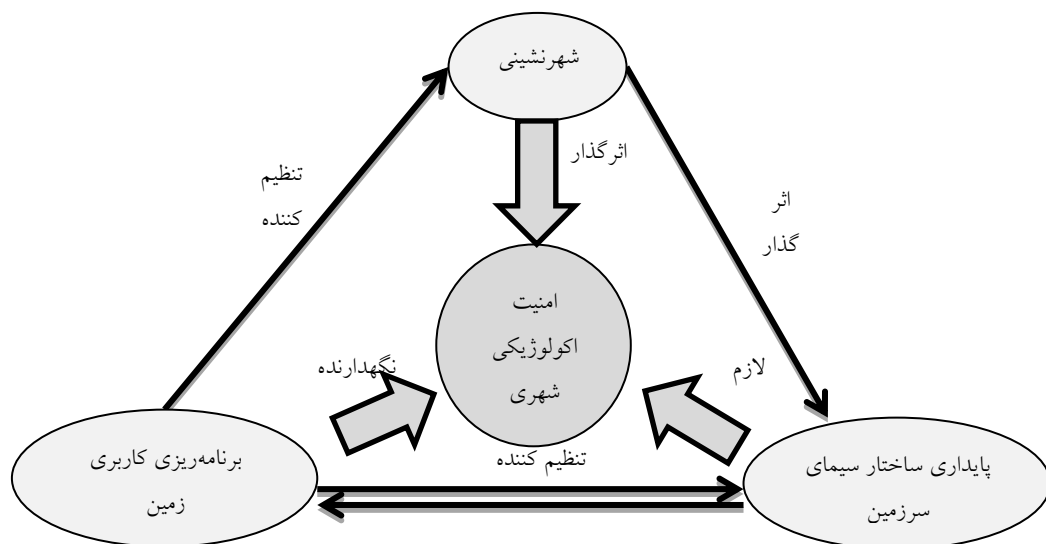 شهرنشینی
اثرگذار
تنظیم
کننده
اثر
گذار
امنیت
اکولوژیکی
شهری
نگهدارنده
لازم
برنامه‌ریزی کاربری
زمین
تنظیم کننده
پایداری ساختار سیمای
سرزمین